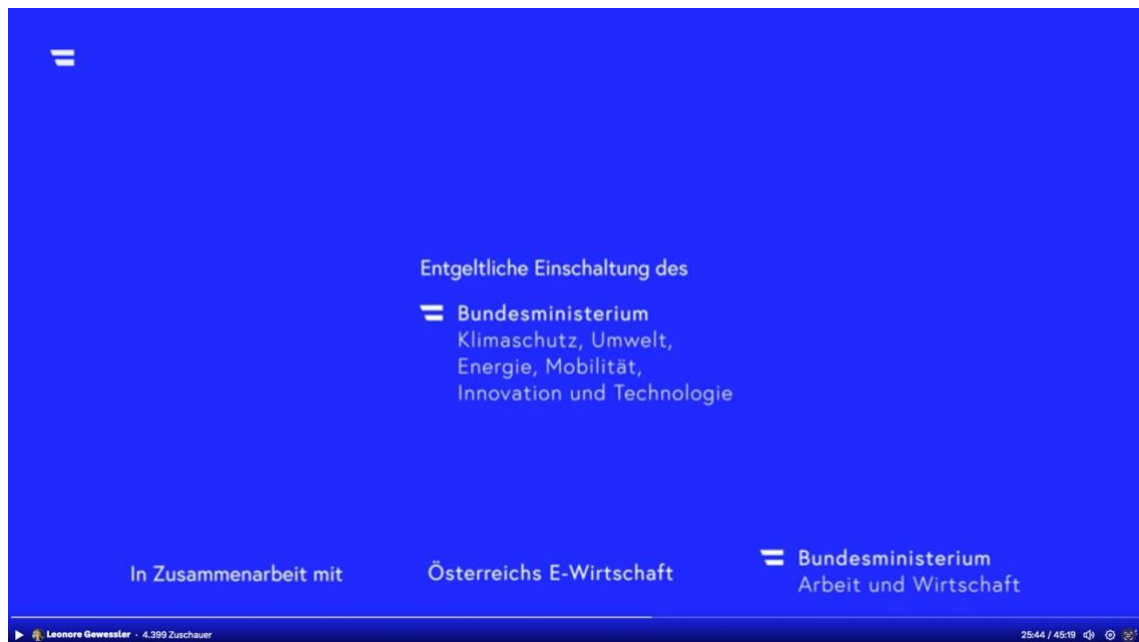 Entgeltliche Einschaltung des
Bundesministerium
Klimaschutz, Umwelt,
Energie, Mobilität,
Innovation und Technologie
In Zusammenarbeit mit
Österreichs E-Wirtschaft
Bundesministerium
Arbeit und Wirtschaft
Leonore Gewessler · 4.399 Zuschauer
25:44 / 45:19